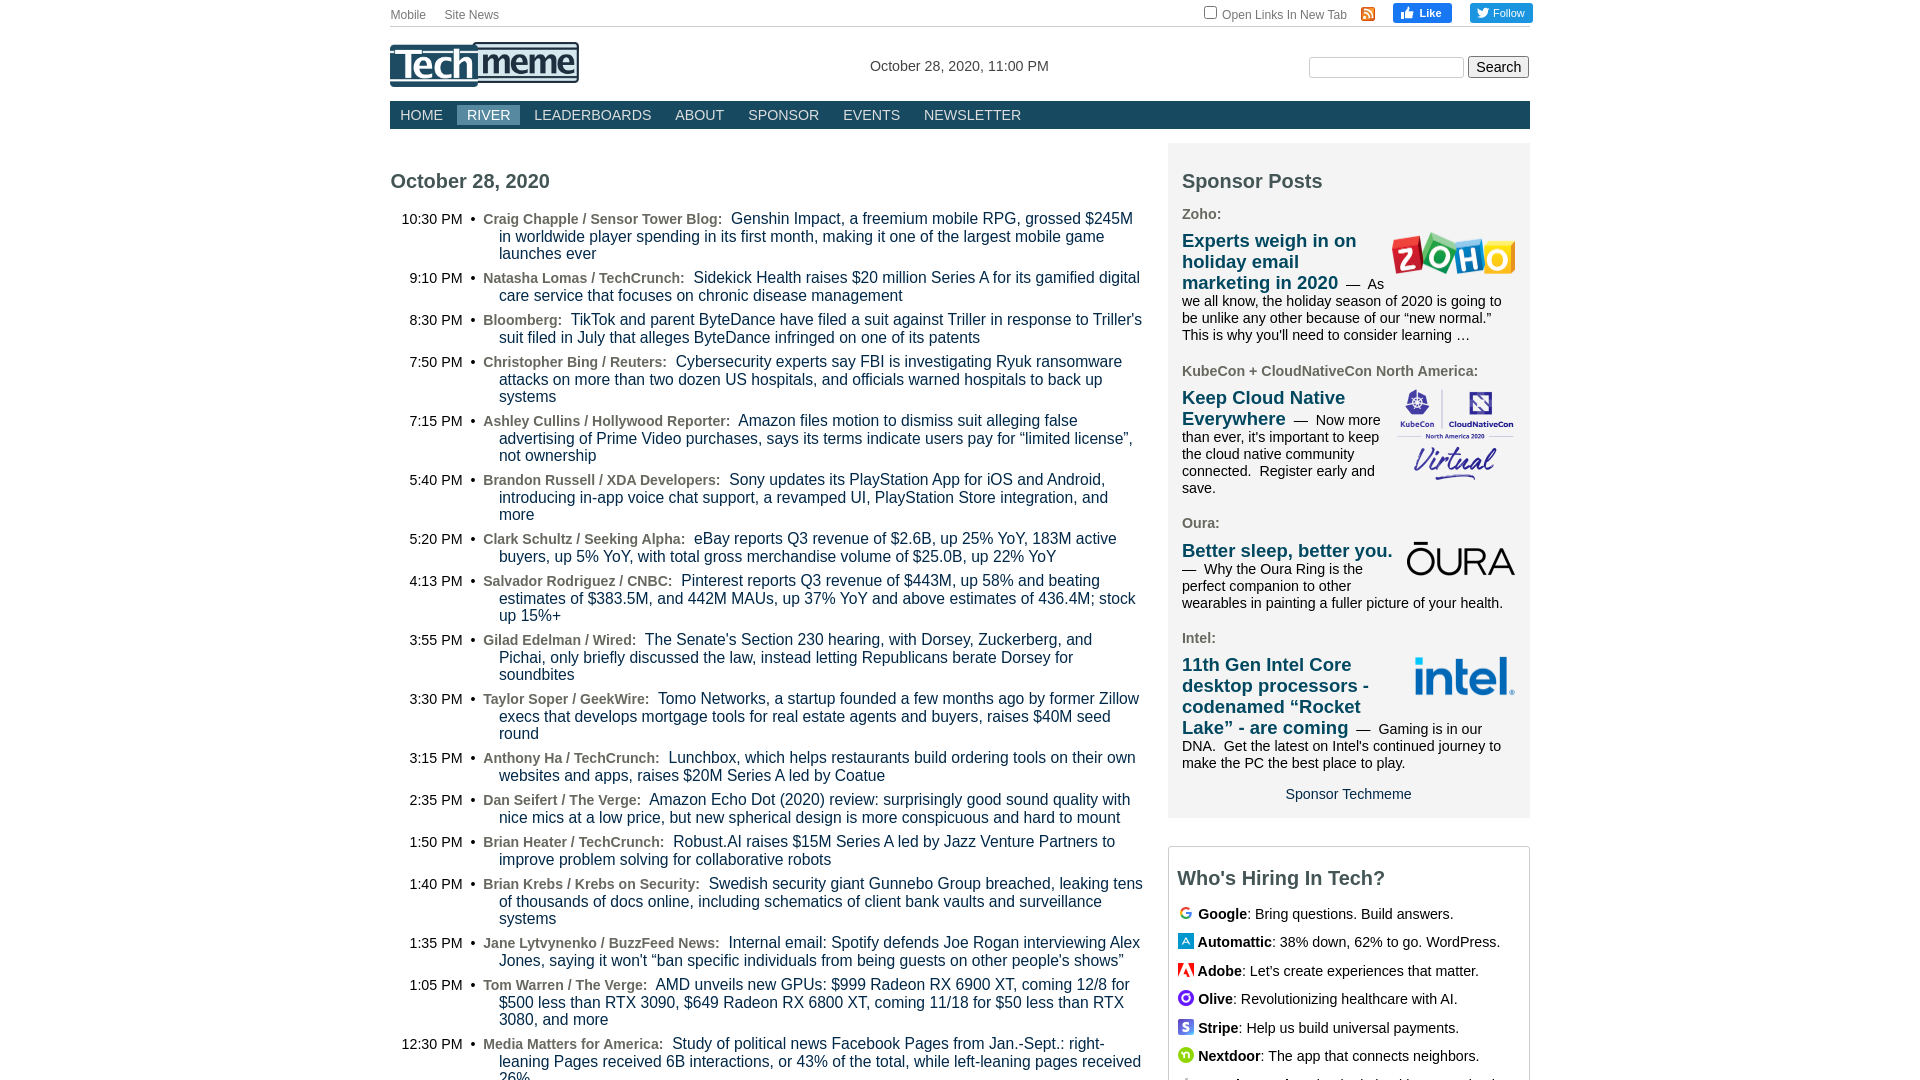 Mobile Site News
Open Links In New Tab Like Follow
Techmeme
October 28, 2020, 11:00 PM
Search
HOME RIVER LEADERBOARDS ABOUT SPONSOR EVENTS NEWSLETTER
October 28, 2020
10:30 PM • Craig Chapple / Sensor Tower Blog: Genshin Impact, a freemium mobile RPG, grossed $245M
in worldwide player spending in its first month, making it one of the largest mobile game
launches ever
9:10 PM • Natasha Lomas / TechCrunch: Sidekick Health raises $20 million Series A for its gamified digital
care service that focuses on chronic disease management
8:30 PM • Bloomberg: TikTok and parent ByteDance have filed a suit against Triller in response to Triller's
suit filed in July that alleges ByteDance infringed on one of its patents
7:50 PM • Christopher Bing / Reuters: Cybersecurity experts say FBI is investigating Ryuk ransomware
attacks on more than two dozen US hospitals, and officials warned hospitals to back up
systems
7:15 PM • Ashley Cullins / Hollywood Reporter: Amazon files motion to dismiss suit alleging false
advertising of Prime Video purchases, says its terms indicate users pay for “limited license”,
not ownership
5:40 PM • Brandon Russell / XDA Developers: Sony updates its PlayStation App for iOS and Android,
introducing in-app voice chat support, a revamped UI, PlayStation Store integration, and
more
5:20 PM • Clark Schultz / Seeking Alpha: eBay reports Q3 revenue of $2.6B, up 25% YoY, 183M active
buyers, up 5% YoY, with total gross merchandise volume of $25.0B, up 22% YoY
4:13 PM • Salvador Rodriguez / CNBC: Pinterest reports Q3 revenue of $443M, up 58% and beating
estimates of $383.5M, and 442M MAUs, up 37% YoY and above estimates of 436.4M; stock
up 15%+
3:55 PM • Gilad Edelman / Wired: The Senate's Section 230 hearing, with Dorsey, Zuckerberg, and
Pichai, only briefly discussed the law, instead letting Republicans berate Dorsey for
soundbites
3:30 PM • Taylor Soper / GeekWire: Tomo Networks, a startup founded a few months ago by former Zillow
execs that develops mortgage tools for real estate agents and buyers, raises $40M seed
round
3:15 PM • Anthony Ha / TechCrunch: Lunchbox, which helps restaurants build ordering tools on their own
websites and apps, raises $20M Series A led by Coatue
2:35 PM • Dan Seifert / The Verge: Amazon Echo Dot (2020) review: surprisingly good sound quality with
nice mics at a low price, but new spherical design is more conspicuous and hard to mount
1:50 PM • Brian Heater / TechCrunch: Robust.AI raises $15M Series A led by Jazz Venture Partners to
improve problem solving for collaborative robots
1:40 PM • Brian Krebs / Krebs on Security: Swedish security giant Gunnebo Group breached, leaking tens
of thousands of docs online, including schematics of client bank vaults and surveillance
systems
1:35 PM • Jane Lytvynenko / BuzzFeed News: Internal email: Spotify defends Joe Rogan interviewing Alex
Jones, saying it won't “ban specific individuals from being guests on other people's shows”
1:05 PM • Tom Warren / The Verge: AMD unveils new GPUs: $999 Radeon RX 6900 XT, coming 12/8 for
$500 less than RTX 3090, $649 Radeon RX 6800 XT, coming 11/18 for $50 less than RTX
3080, and more
12:30 PM • Media Matters for America: Study of political news Facebook Pages from Jan.-Sept.: right-
leaning Pages received 6B interactions, or 43% of the total, while left-leaning pages received
26%
Sponsor Posts
Zoho:
ZOHO
Experts weigh in on
holiday email
marketing in 2020 — As
we all know, the holiday season of 2020 is going to
be unlike any other because of our “new normal.”
This is why you'll need to consider learning …
KubeCon + CloudNativeCon North America:
KubeCon CloudNativeCon
North America 2020
Virtual
Keep Cloud Native
Everywhere — Now more
than ever, it's important to keep
the cloud native community
connected. Register early and
save.
Oura:
ŌURA
Better sleep, better you.
— Why the Oura Ring is the
perfect companion to other
wearables in painting a fuller picture of your health.
Intel:
intel®
11th Gen Intel Core
desktop processors -
codenamed “Rocket
Lake” - are coming — Gaming is in our
DNA. Get the latest on Intel's continued journey to
make the PC the best place to play.
Sponsor Techmeme
Who's Hiring In Tech?
Google: Bring questions. Build answers.
Automattic: 38% down, 62% to go. WordPress.
Adobe: Let’s create experiences that matter.
Olive: Revolutionizing healthcare with AI.
Stripe: Help us build universal payments.
Nextdoor: The app that connects neighbors.